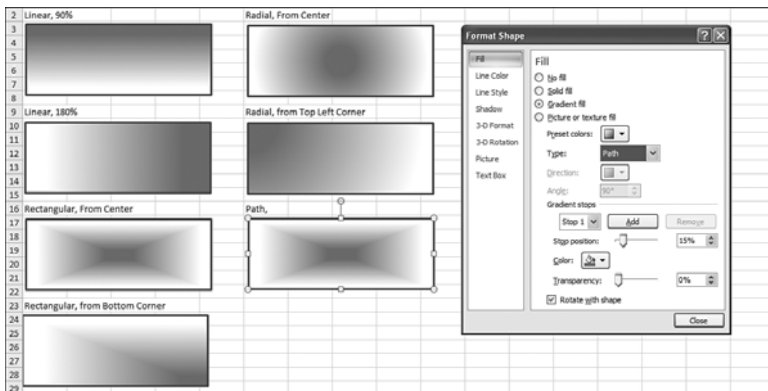 2 Linear, 90% Radial, From Center
3
4
5
6
7
8
9 Linear, 180% Radial, from Top Left Corner
10
11
12
13
14
15
16 Rectangular, From Center Path,
17
18
19
20
21
22
23 Rectangular, from Bottom Corner
24
25
26
27
28
29
Format Shape
Fill
Line Color
Line Style
Shadow
3-D Format
3-D Rotation
Picture
Text Box
Fill
No fill
Solid fill
Gradient fill
Picture or texture fill
Preset colors:
Type: Path
Direction:
Angle: 90°
Gradient stops
Stop 1 Add Remove
Stop position: 15%
Color:
Transparency: 0%
Rotate with shape
Close